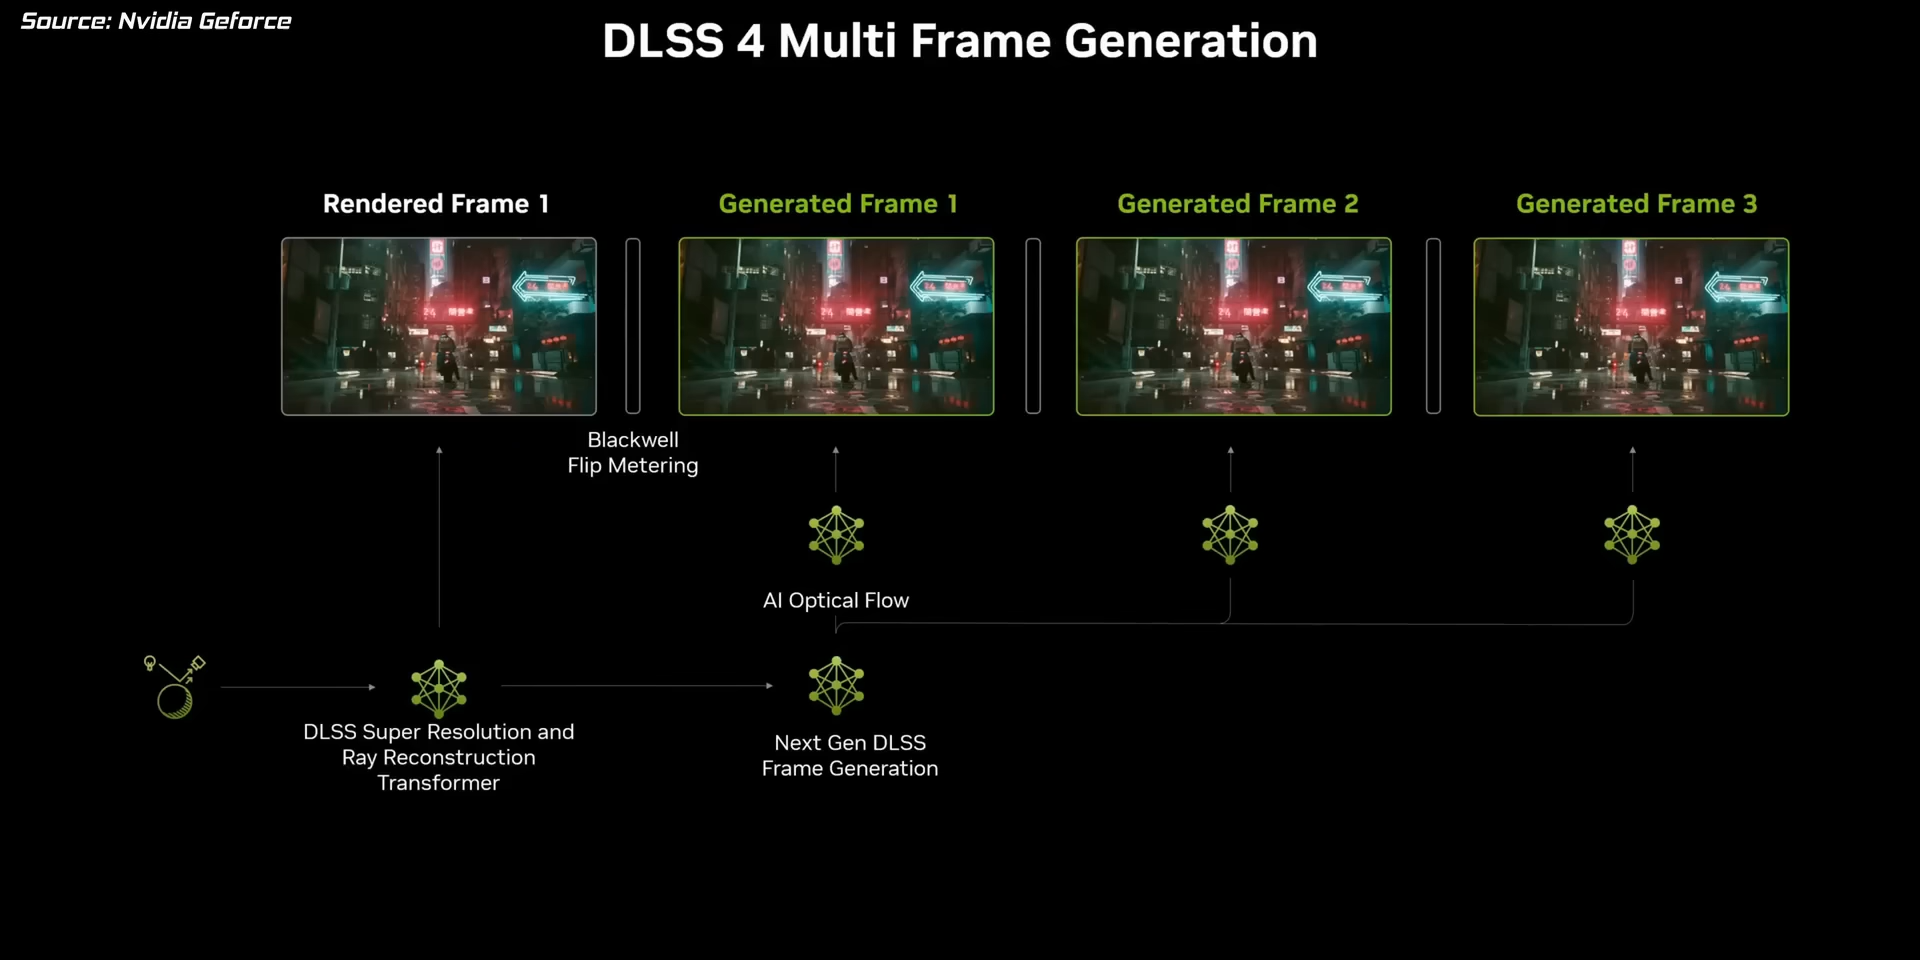 Source: Nvidia Geforce
DLSS 4 Multi Frame Generation
Rendered Frame 1
Generated Frame 1
Generated Frame 2
Generated Frame 3
Blackwell
Flip Metering
AI Optical Flow
DLSS Super Resolution and
Ray Reconstruction
Transformer
Next Gen DLSS
Frame Generation